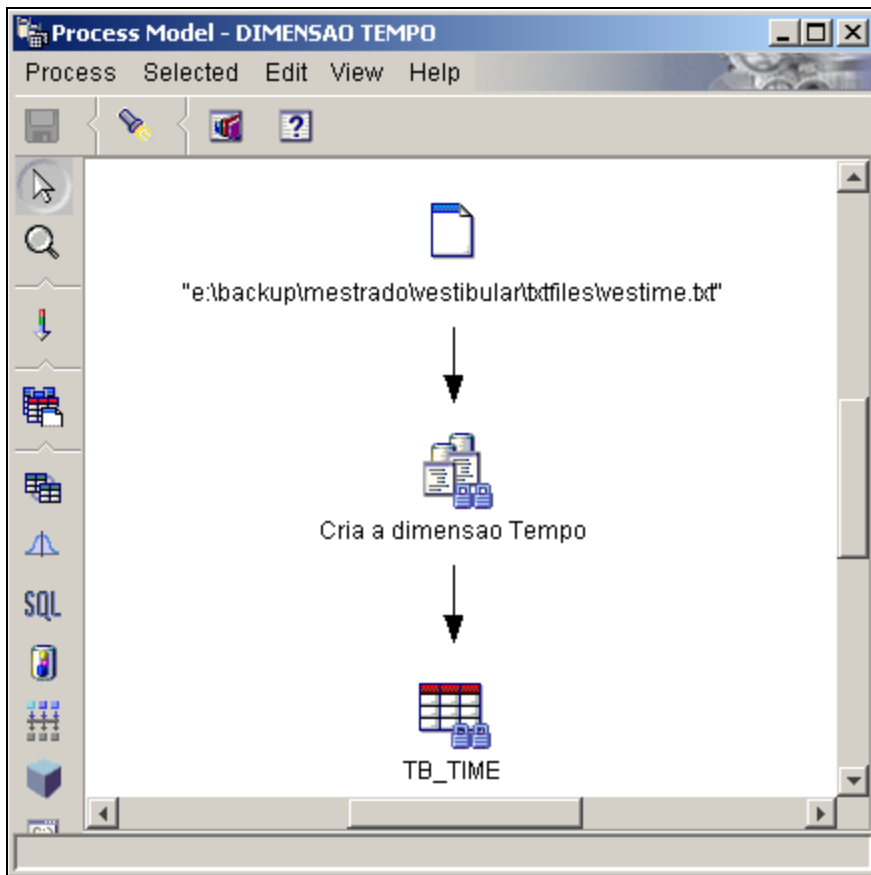 Process Model - DIMENSAO TEMPO
Process Selected Edit View Help
"e:\backup\mestrado\vestibular\txtfiles\vestime.txt"
Cria a dimensao Tempo
SQL
TB_TIME